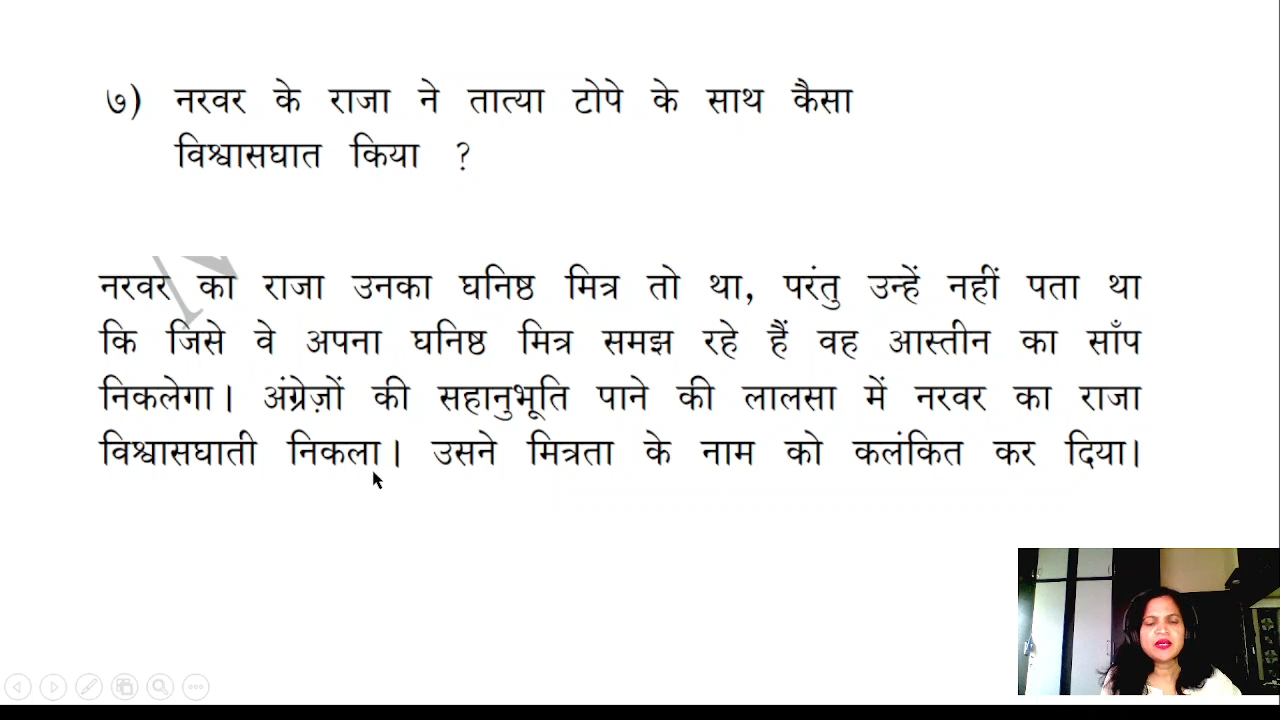 ७) नरवर के राजा ने तात्या टोपे के साथ कैसा
विश्वासघात किया ?
नरवर का राजा उनका घनिष्ठ मित्र तो था, परंतु उन्हें नहीं पता था
कि जिसे वे अपना घनिष्ठ मित्र समझ रहे हैं वह आस्तीन का साँप
निकलेगा। अंग्रेज़ों की सहानुभूति पाने की लालसा में नरवर का राजा
विश्वासघाती निकला। उसने मित्रता के नाम को कलंकित कर दिया।